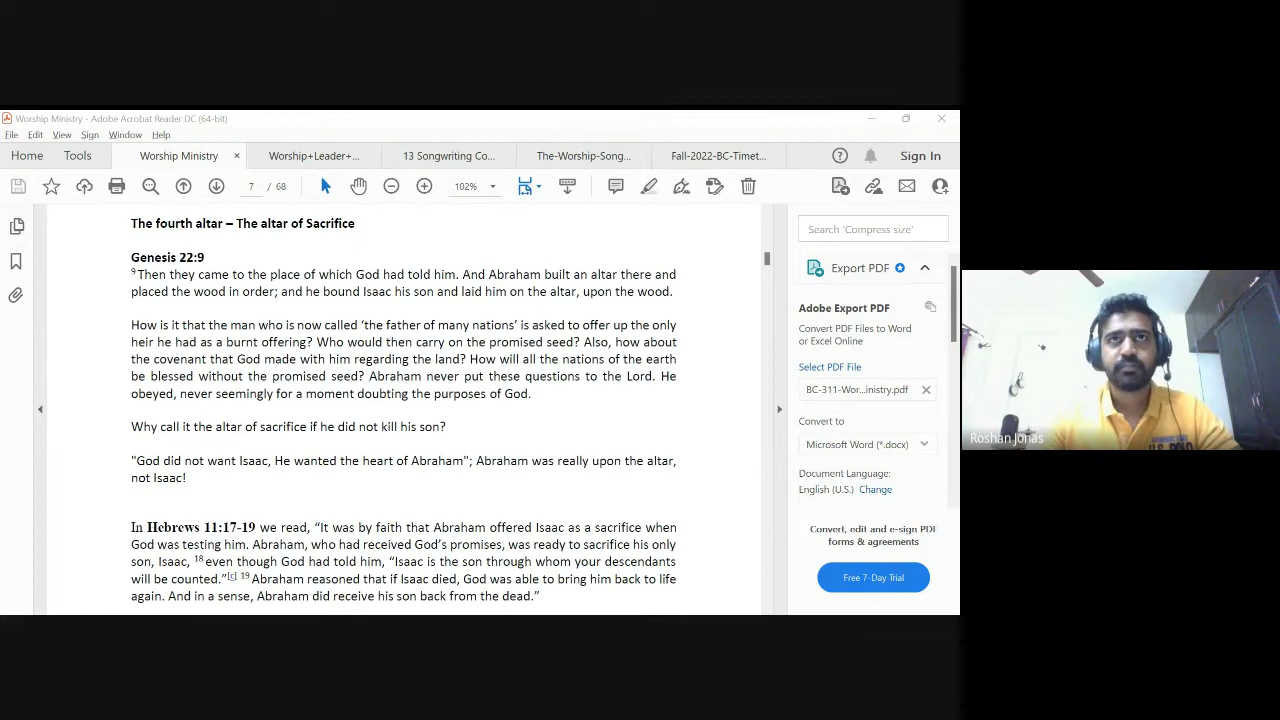 Worship Ministry - Adobe Acrobat Reader DC (64-bit)
File Edit View Sign Window Help
Home Tools Worship Ministry × Worship+Leader+... 13 Songwriting Co... The-Worship-Song... Fall-2022-BC-Timet... Sign In
7 / 68 102%
The fourth altar – The altar of Sacrifice
Genesis 22:9
9 Then they came to the place of which God had told him. And Abraham built an altar there and
placed the wood in order; and he bound Isaac his son and laid him on the altar, upon the wood.
How is it that the man who is now called ‘the father of many nations’ is asked to offer up the only
heir he had as a burnt offering? Who would then carry on the promised seed? Also, how about
the covenant that God made with him regarding the land? How will all the nations of the earth
be blessed without the promised seed? Abraham never put these questions to the Lord. He
obeyed, never seemingly for a moment doubting the purposes of God.
Why call it the altar of sacrifice if he did not kill his son?
"God did not want Isaac, He wanted the heart of Abraham"; Abraham was really upon the altar,
not Isaac!
In Hebrews 11:17-19 we read, “It was by faith that Abraham offered Isaac as a sacrifice when
God was testing him. Abraham, who had received God’s promises, was ready to sacrifice his only
son, Isaac, 18 even though God had told him, “Isaac is the son through whom your descendants
will be counted.”[c] 19 Abraham reasoned that if Isaac died, God was able to bring him back to life
again. And in a sense, Abraham did receive his son back from the dead.”
Search 'Compress size'
Export PDF
Adobe Export PDF
Convert PDF Files to Word
or Excel Online
Select PDF File
BC-311-Wor...inistry.pdf
Convert to
Microsoft Word (*.docx)
Document Language:
English (U.S.) Change
Convert, edit and e-sign PDF
forms & agreements
Free 7-Day Trial
Roshan Jonas